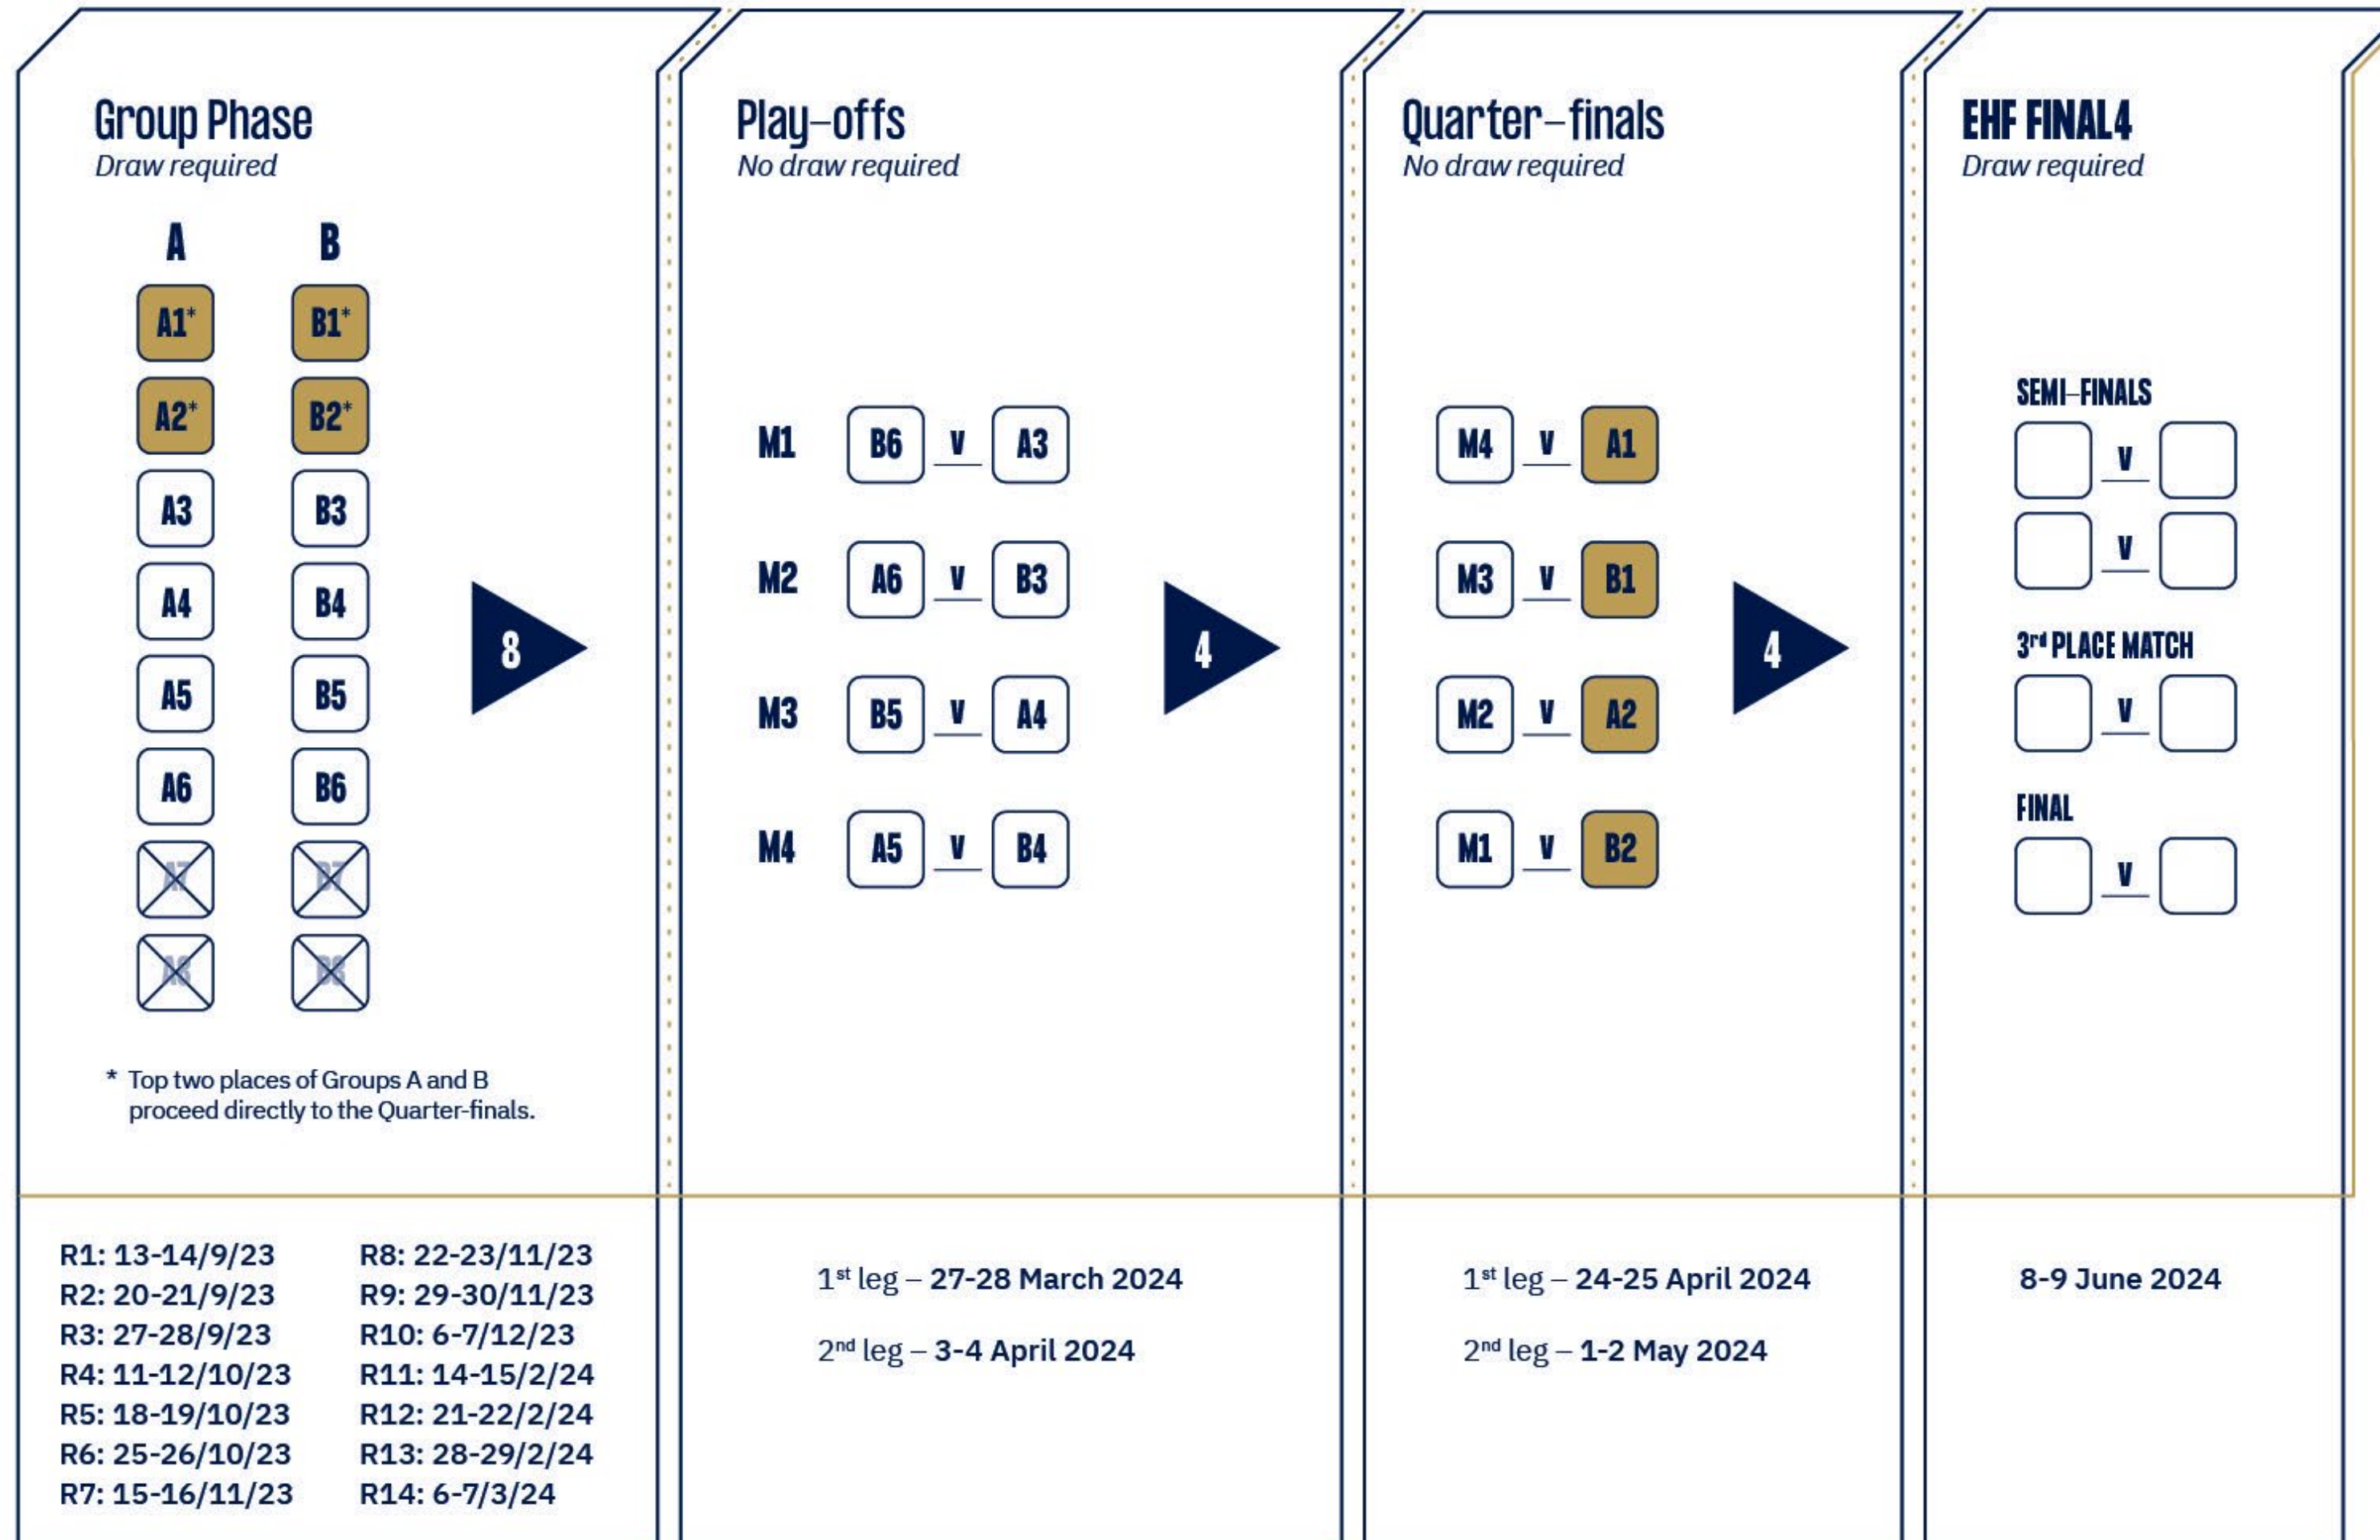 Group Phase
Draw required
A B
A1* B1*
A2* B2*
A3 B3
A4 B4
A5 B5
A6 B6
A7 B7
A8 B8
8
* Top two places of Groups A and B
proceed directly to the Quarter-finals.
R1: 13-14/9/23
R2: 20-21/9/23
R3: 27-28/9/23
R4: 11-12/10/23
R5: 18-19/10/23
R6: 25-26/10/23
R7: 15-16/11/23
R8: 22-23/11/23
R9: 29-30/11/23
R10: 6-7/12/23
R11: 14-15/2/24
R12: 21-22/2/24
R13: 28-29/2/24
R14: 6-7/3/24
Play-offs
No draw required
M1 B6 V A3
M2 A6 V B3
M3 B5 V A4
M4 A5 V B4
4
1st leg – 27-28 March 2024
2nd leg – 3-4 April 2024
Quarter-finals
No draw required
M4 V A1
M3 V B1
M2 V A2
M1 V B2
4
1st leg – 24-25 April 2024
2nd leg – 1-2 May 2024
EHF FINAL4
Draw required
SEMI-FINALS
V
V
3rd PLACE MATCH
V
FINAL
V
8-9 June 2024